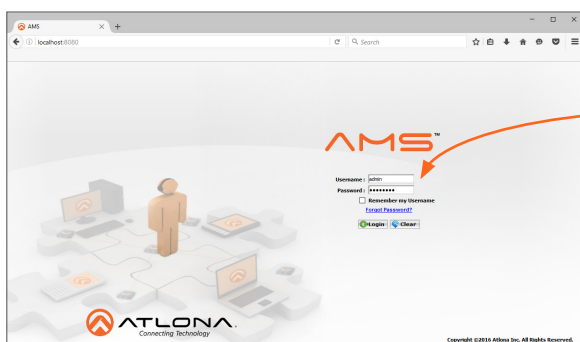 AMS
localhost:8080
Search
AMS™
Username : admin
Password : ••••••••
Remember my Username
Forgot Password?
Login Clear
ATLONA.
Connecting Technology
Copyright ©2016 Atlona Inc. All Rights Reserved.